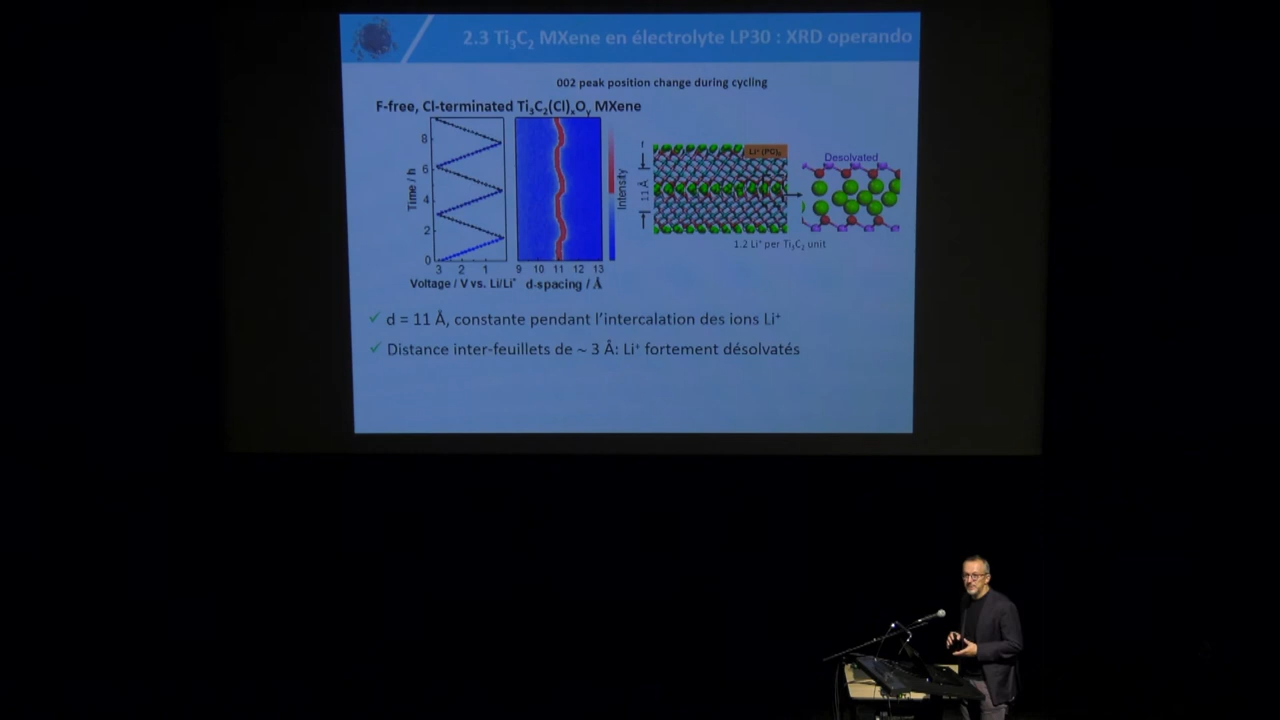 2.3 Ti₃C₂ MXene en électrolyte LP30 : XRD operando
002 peak position change during cycling
F-free, Cl-terminated Ti₃C₂(Cl)ₓOᵧ MXene
Time / h
8
6
4
2
0
3 2 1
Voltage / V vs. Li/Li⁺
9 10 11 12 13
d-spacing / Å
Intensity
11 Å
Desolvated
1.2 Li⁺ per Ti₃C₂ unit
✓ d = 11 Å, constante pendant l'intercalation des ions Li⁺
✓ Distance inter-feuillets de ~ 3 Å: Li⁺ fortement désolvatés